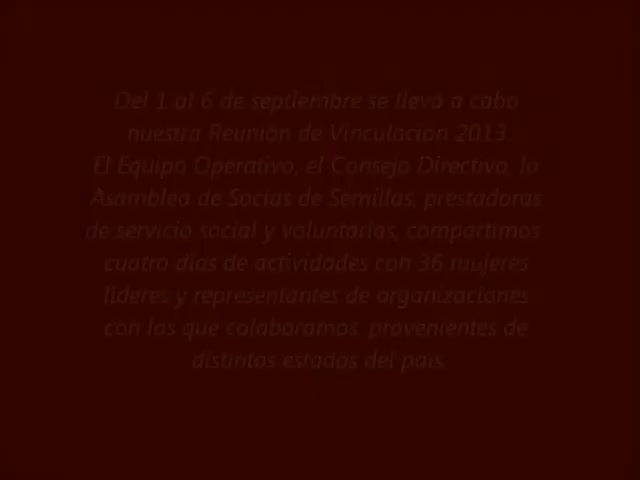 Del 1 al 6 de septiembre se llevó a cabo
nuestra Reunión de Vinculación 2013.
El Equipo Operativo, el Consejo Directivo, la
Asamblea de Socias de Semillas, prestadoras
de servicio social y voluntarias, compartimos
cuatro días de actividades con 36 mujeres
líderes y representantes de organizaciones
con las que colaboramos provenientes de
distintos estados del país.